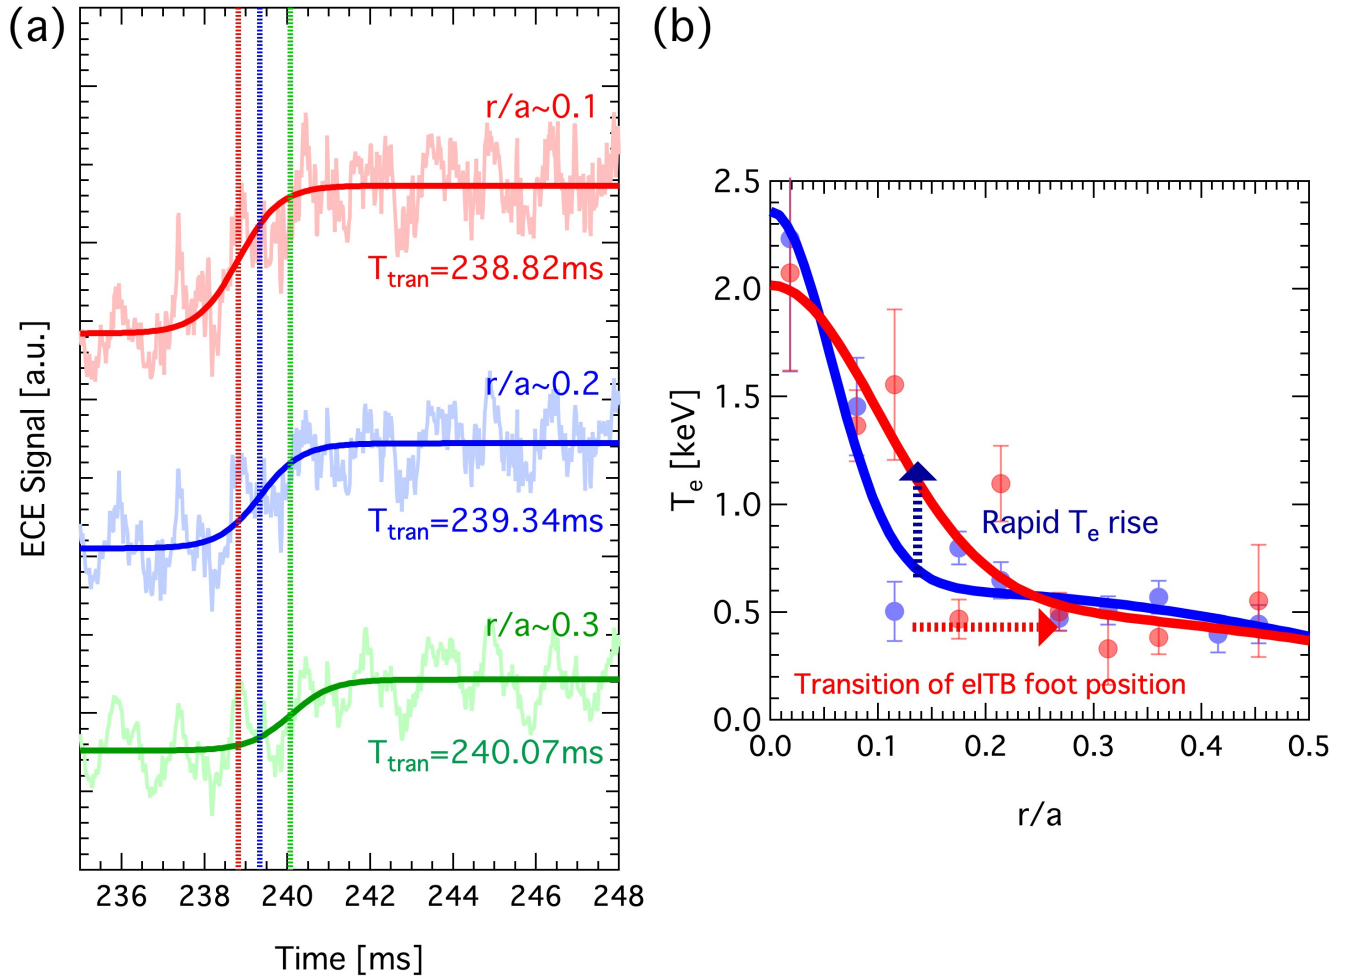 (a)
r/a~0.1
T_tran=238.82ms
r/a~0.2
T_tran=239.34ms
r/a~0.3
T_tran=240.07ms
ECE Signal [a.u.]
236 238 240 242 244 246 248
Time [ms]
(b)
2.5
2.0
1.5
1.0
0.5
0.0
T_e [keV]
Rapid T_e rise
Transition of eITB foot position
0.0 0.1 0.2 0.3 0.4 0.5
r/a